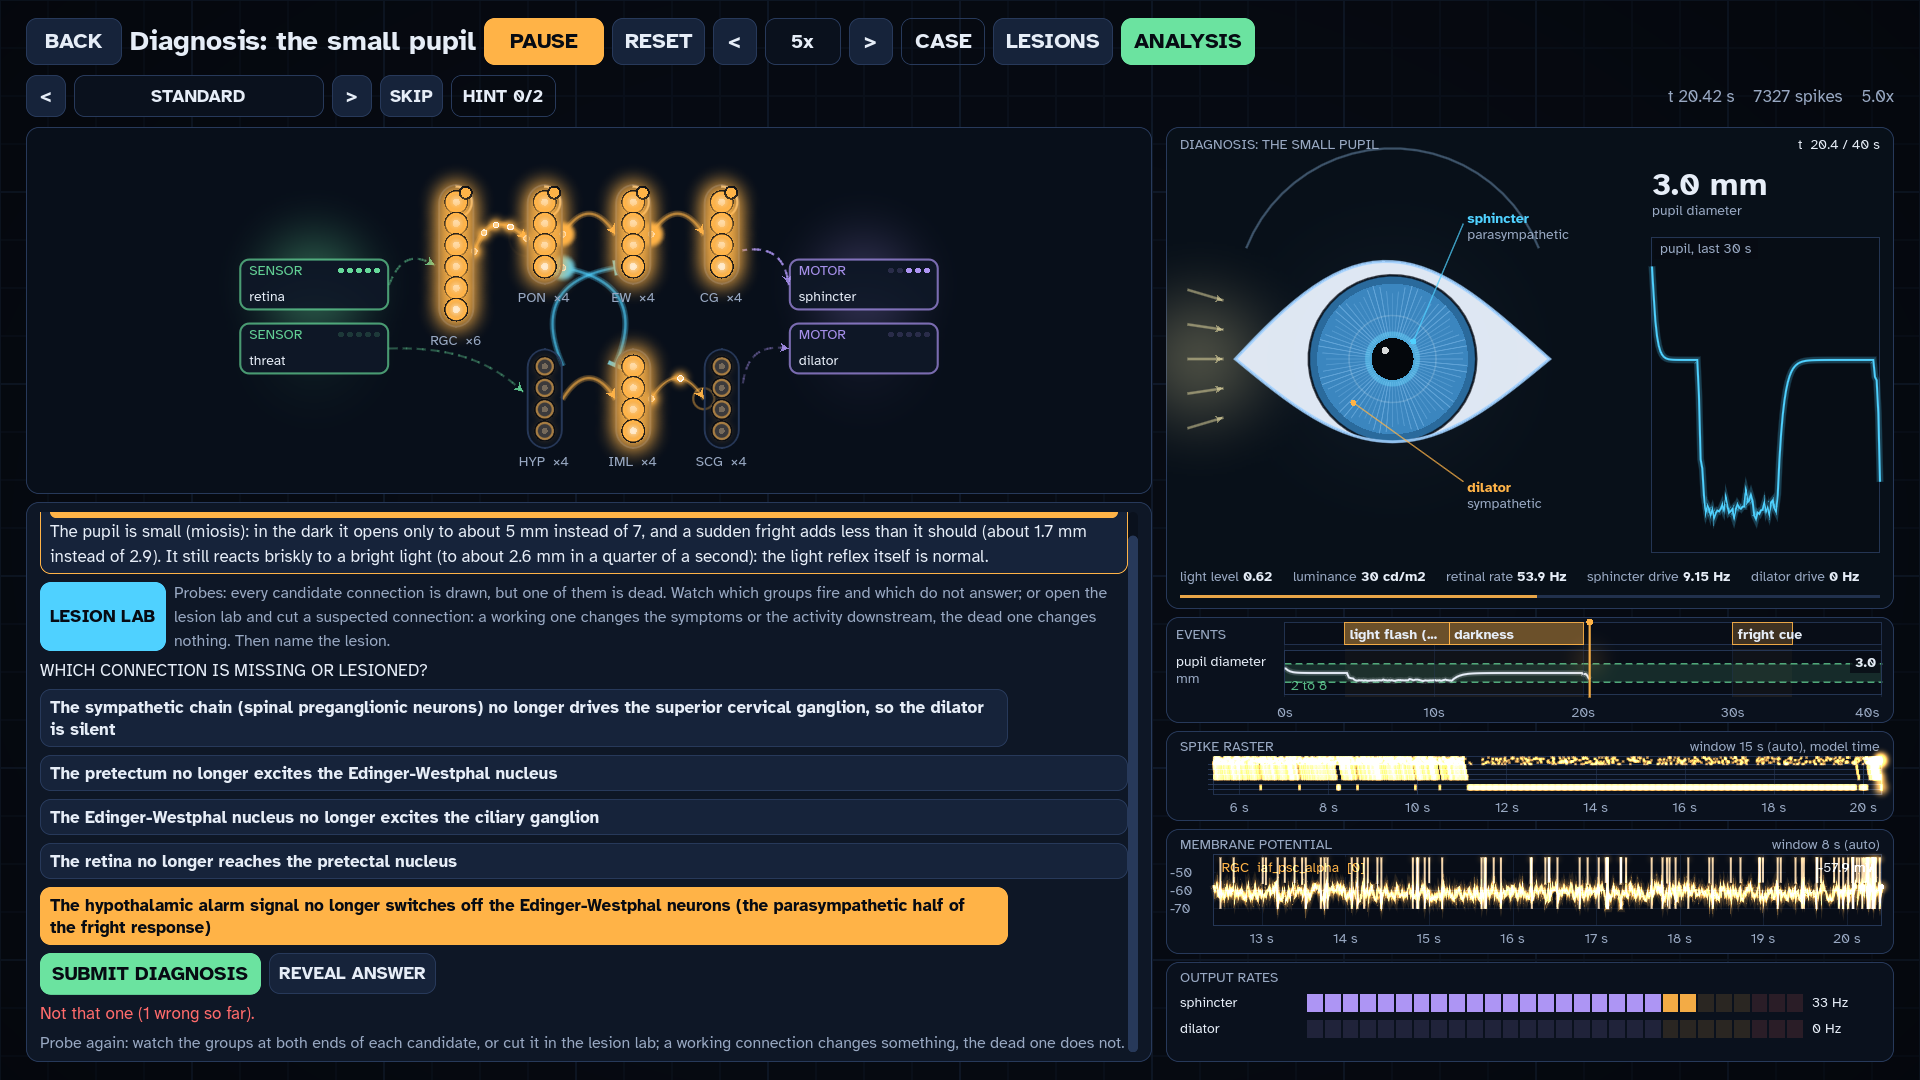 BACK
Diagnosis: the small pupil
PAUSE
RESET
<
5x
>
CASE
LESIONS
ANALYSIS
<
STANDARD
>
SKIP
HINT 0/2
t 20.42 s
7327 spikes
5.0x
SENSOR
retina
SENSOR
threat
RGC ×6
PON ×4
EW ×4
CG ×4
HYP ×4
IML ×4
SCG ×4
MOTOR
sphincter
MOTOR
dilator
The pupil is small (miosis): in the dark it opens only to about 5 mm instead of 7, and a sudden fright adds less than it should (about 1.7 mm
instead of 2.9). It still reacts briskly to a bright light (to about 2.6 mm in a quarter of a second): the light reflex itself is normal.
LESION LAB
Probes: every candidate connection is drawn, but one of them is dead. Watch which groups fire and which do not answer; or open the
lesion lab and cut a suspected connection: a working one changes the symptoms or the activity downstream, the dead one changes
nothing. Then name the lesion.
WHICH CONNECTION IS MISSING OR LESIONED?
The sympathetic chain (spinal preganglionic neurons) no longer drives the superior cervical ganglion, so the dilator
is silent
The pretectum no longer excites the Edinger-Westphal nucleus
The Edinger-Westphal nucleus no longer excites the ciliary ganglion
The retina no longer reaches the pretectal nucleus
The hypothalamic alarm signal no longer switches off the Edinger-Westphal neurons (the parasympathetic half of
the fright response)
SUBMIT DIAGNOSIS
REVEAL ANSWER
Not that one (1 wrong so far).
Probe again: watch the groups at both ends of each candidate, or cut it in the lesion lab; a working connection changes something, the dead one does not.
DIAGNOSIS: THE SMALL PUPIL
t 20.4 / 40 s
3.0 mm
pupil diameter
pupil, last 30 s
sphincter
parasympathetic
dilator
sympathetic
light level 0.62
luminance 30 cd/m2
retinal rate 53.9 Hz
sphincter drive 9.15 Hz
dilator drive 0 Hz
EVENTS
light flash (...
darkness
fright cue
pupil diameter
mm
3.0
2 to 8
0s
10s
20s
30s
40s
SPIKE RASTER
window 15 s (auto), model time
6 s
8 s
10 s
12 s
14 s
16 s
18 s
20 s
MEMBRANE POTENTIAL
window 8 s (auto)
RGC iaf_psc_alpha [0]
-50
-60
-70
13 s
14 s
15 s
16 s
17 s
18 s
19 s
20 s
OUTPUT RATES
sphincter
33 Hz
dilator
0 Hz